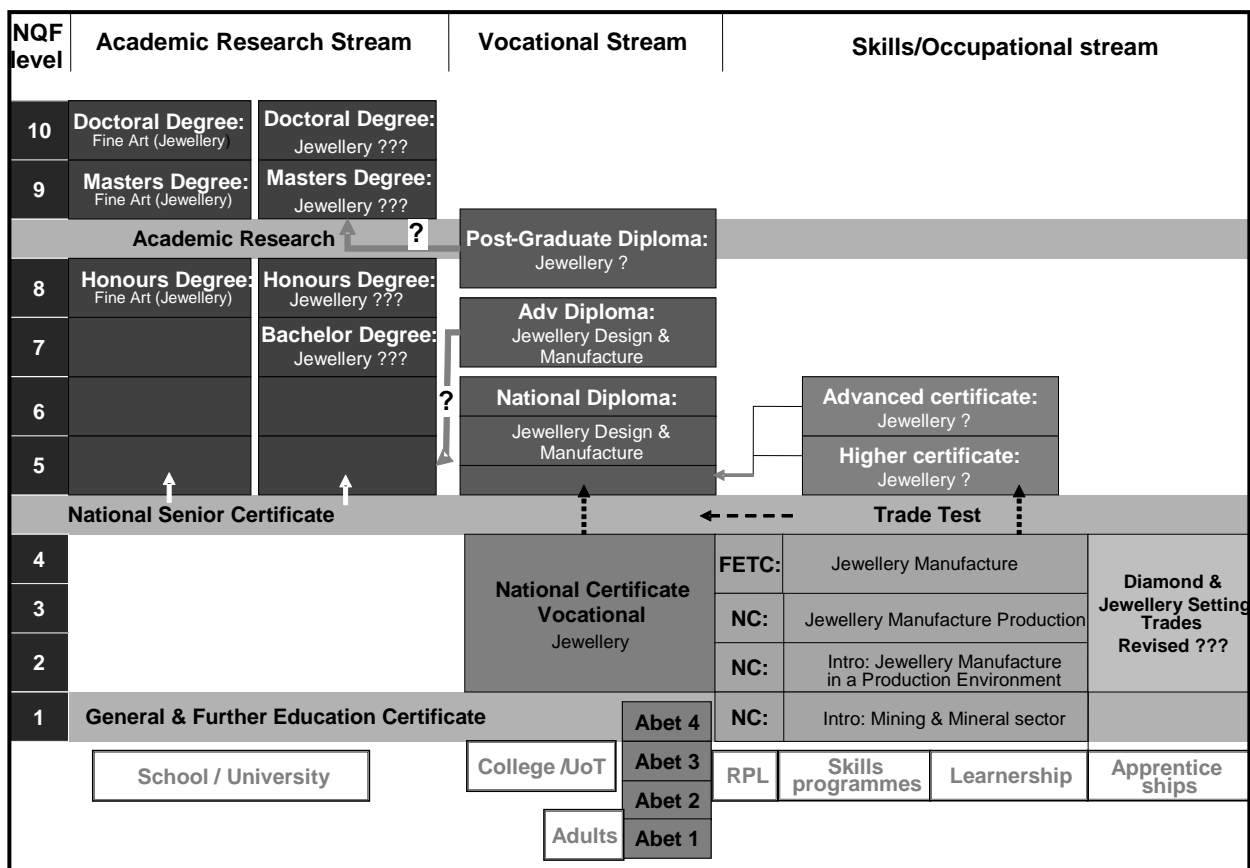 NQF
level
Academic Research Stream
Vocational Stream
Skills/Occupational stream
10
Doctoral Degree:
Fine Art (Jewellery)
Doctoral Degree:
Jewellery ???
9
Masters Degree:
Fine Art (Jewellery)
Masters Degree:
Jewellery ???
Academic Research
?
Post-Graduate Diploma:
Jewellery ?
8
Honours Degree:
Fine Art (Jewellery)
Honours Degree:
Jewellery ???
7
Bachelor Degree:
Jewellery ???
Adv Diploma:
Jewellery Design &
Manufacture
?
6
National Diploma:
Jewellery Design &
Manufacture
Advanced certificate:
Jewellery ?
5
Higher certificate:
Jewellery ?
National Senior Certificate
Trade Test
4
National Certificate
Vocational
Jewellery
FETC:
Jewellery Manufacture
Diamond &
Jewellery Setting
Trades
Revised ???
3
NC:
Jewellery Manufacture Production
2
NC:
Intro: Jewellery Manufacture
in a Production Environment
1
General & Further Education Certificate
Abet 4
NC:
Intro: Mining & Mineral sector
School / University
College /UoT
Abet 3
RPL
Skills
programmes
Learnership
Apprentice
ships
Abet 2
Adults
Abet 1